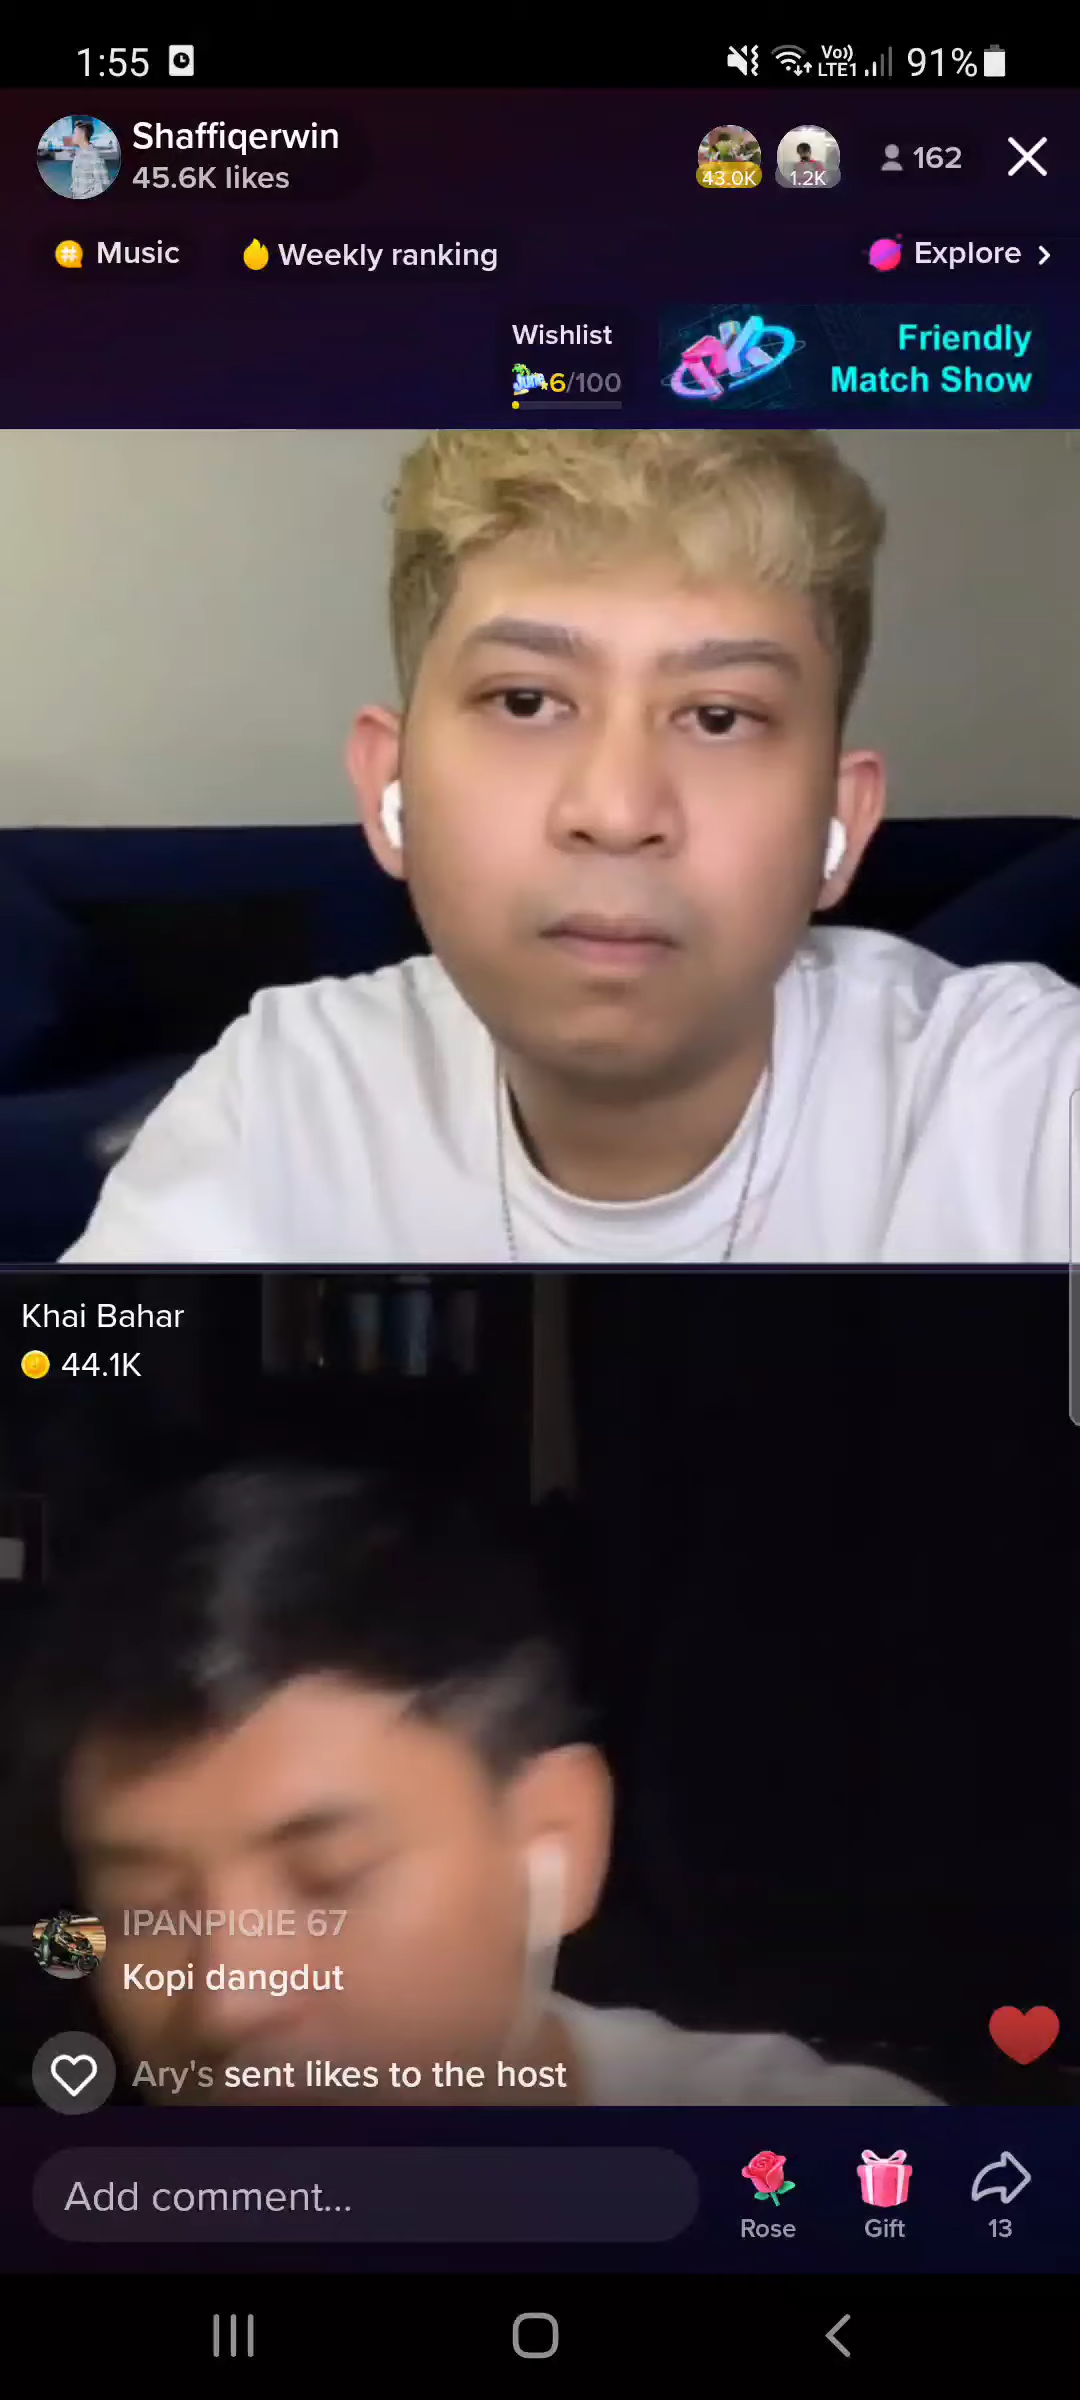 1:55
Vo))
LTE1
91%
Shaffiqerwin
45.6K likes
43.0K
1.2K
162
Music
Weekly ranking
Explore
Wishlist
6/100
Friendly
Match Show
Khai Bahar
44.1K
IPANPIQIE 67
Kopi dangdut
Ary's sent likes to the host
Add comment...
Rose
Gift
13